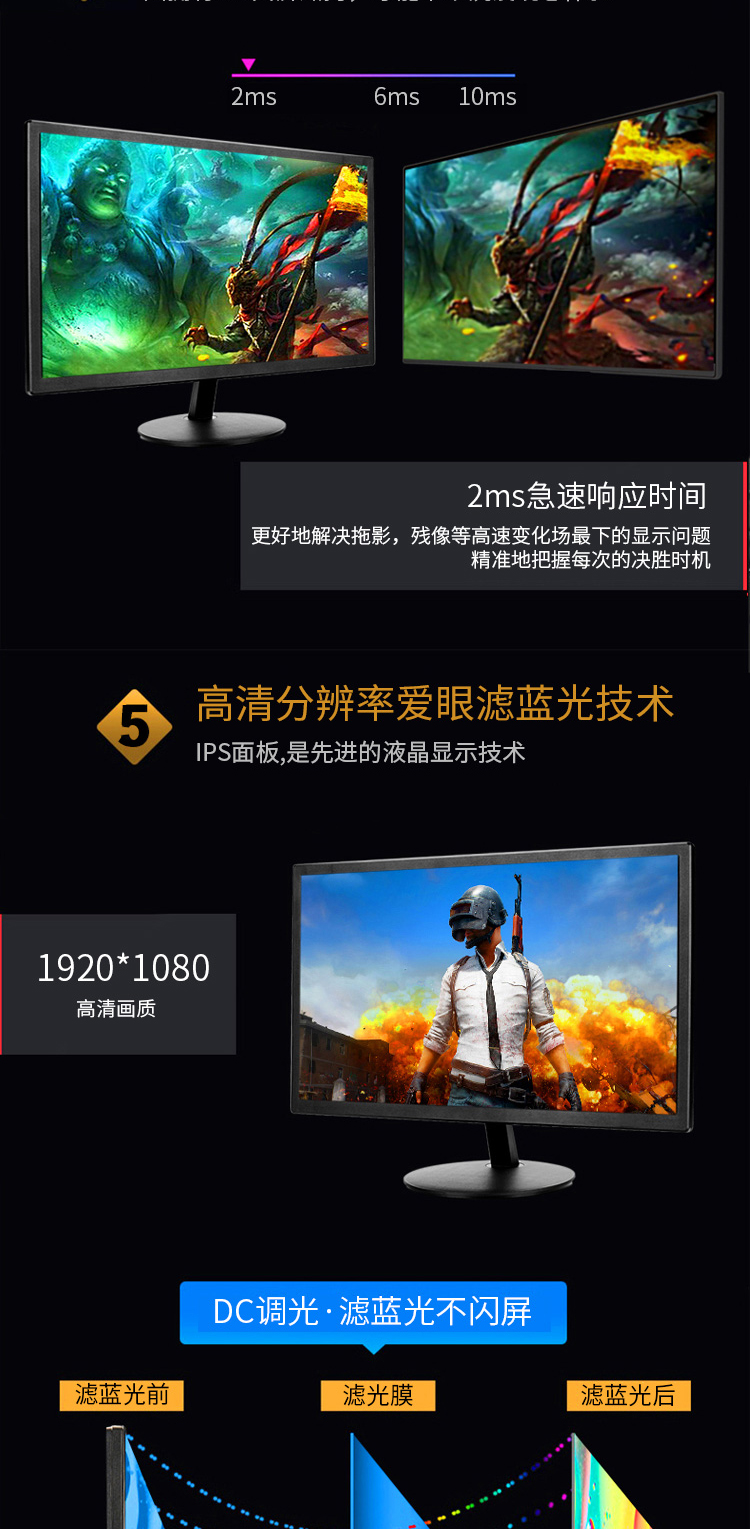 2ms 6ms 10ms
2ms急速响应时间
更好地解决拖影，残像等高速变化场最下的显示问题
精准地把握每次的决胜时机
5
高清分辨率爱眼滤蓝光技术
IPS面板,是先进的液晶显示技术
1920*1080
高清画质
DC调光·滤蓝光不闪屏
滤蓝光前 滤光膜 滤蓝光后